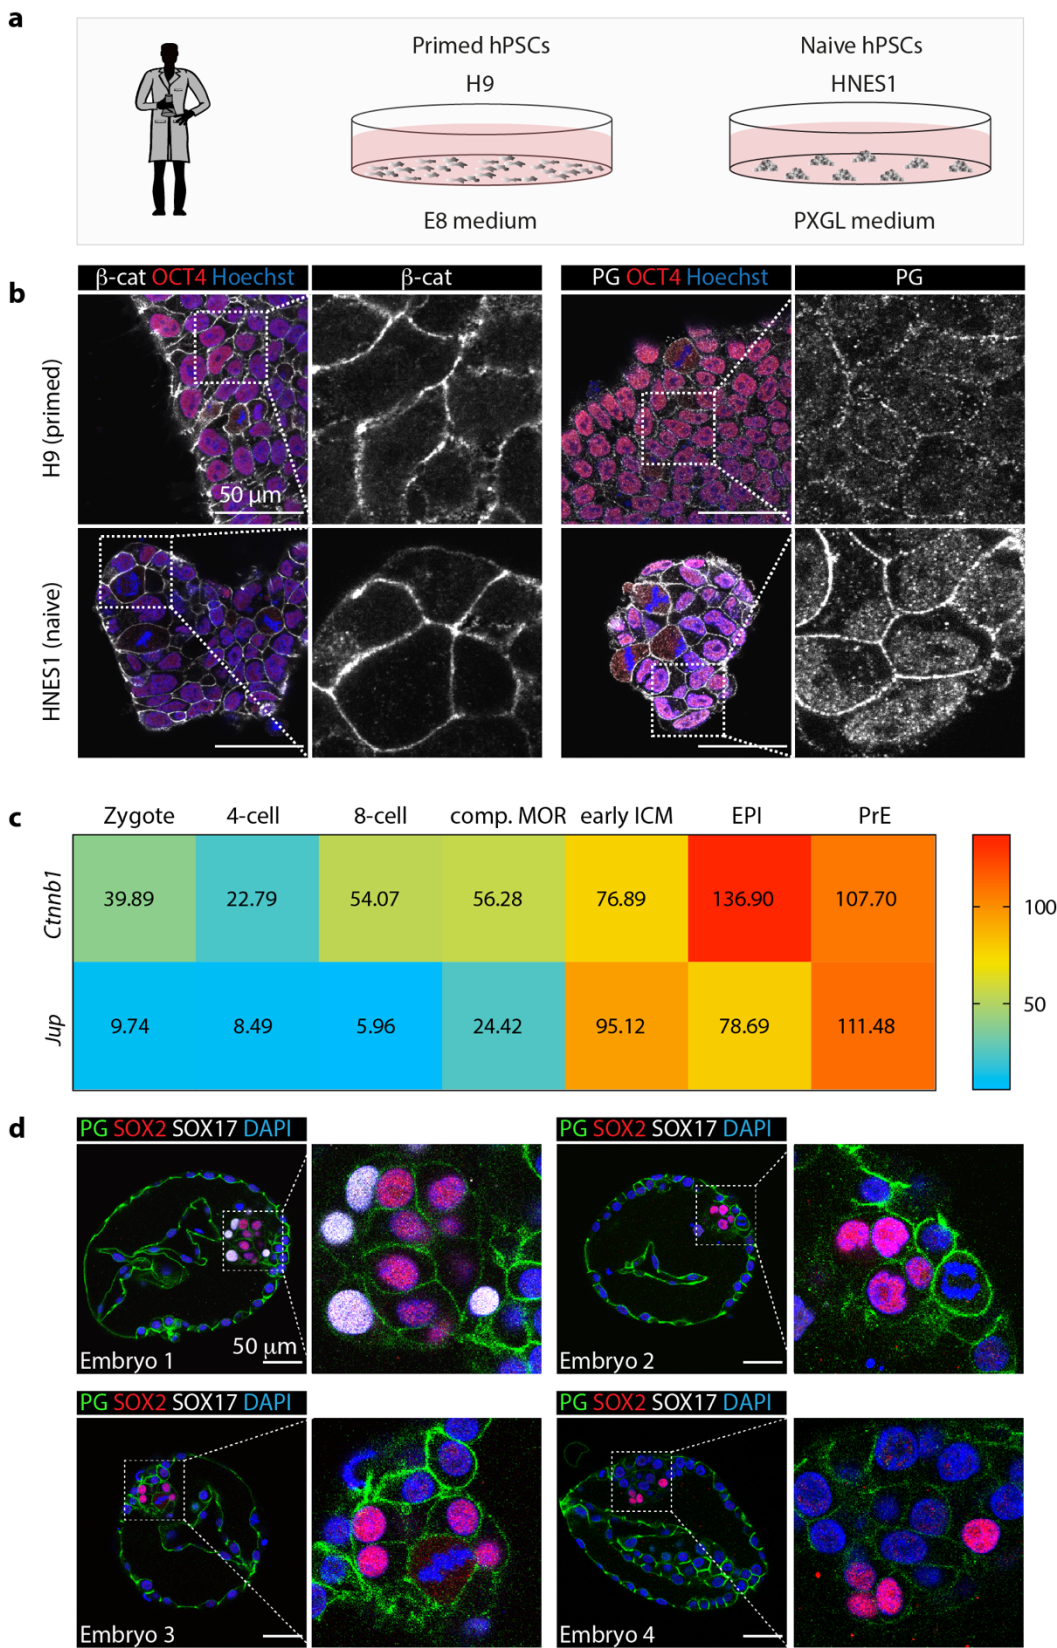 a
Primed hPSCs
Naive hPSCs
H9
HNES1
E8 medium
PXGL medium
b
β-cat OCT4 Hoechst
β-cat
PG OCT4 Hoechst
PG
H9 (primed)
50 μm
HNES1 (naive)
c
Zygote 4-cell 8-cell comp. MOR early ICM EPI PrE
Ctnnb1 39.89 22.79 54.07 56.28 76.89 136.90 107.70
Jup 9.74 8.49 5.96 24.42 95.12 78.69 111.48
100
50
d
PG SOX2 SOX17 DAPI
PG SOX2 SOX17 DAPI
50 μm
Embryo 1
Embryo 2
PG SOX2 SOX17 DAPI
PG SOX2 SOX17 DAPI
Embryo 3
Embryo 4